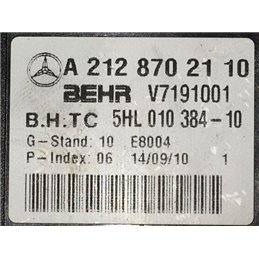 A 212 870 21 10
BEHR V7191001
B.H.TC 5HL 010 384-10
G-Stand: 10 E8004
P-Index: 06 14/09/10 1